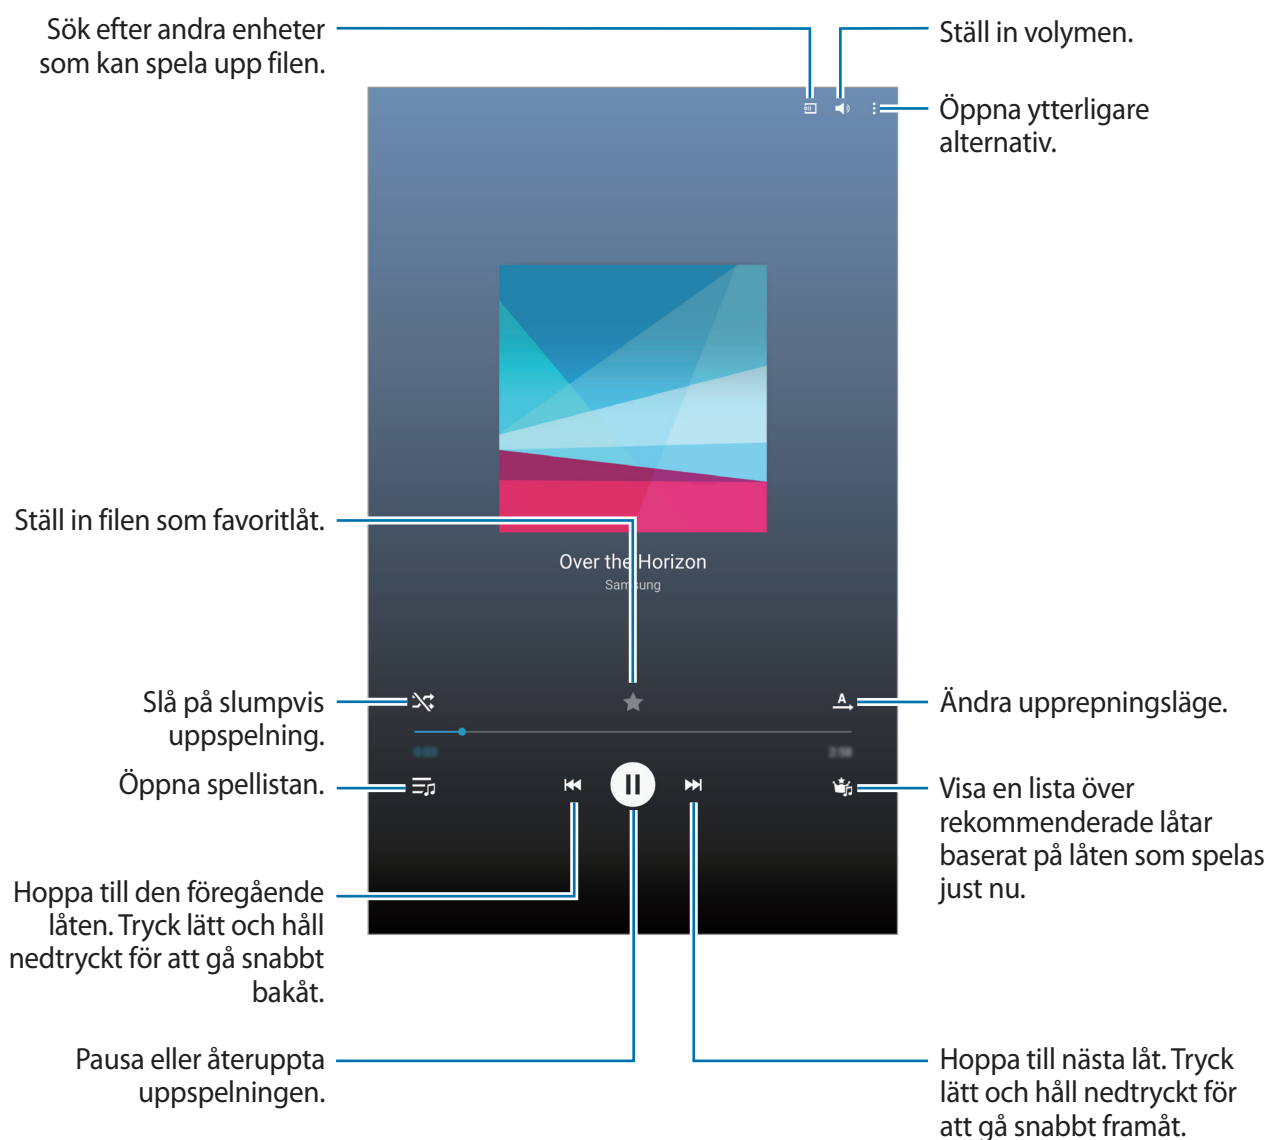 Sök efter andra enheter
som kan spela upp filen.
Ställ in volymen.
Öppna ytterligare
alternativ.
Ställ in filen som favoritlåt.
Over the Horizon
Samsung
Slå på slumpvis
uppspelning.
A
Ändra upprepningsläge.
0:03
2:58
Öppna spellistan.
Visa en lista över
rekommenderade låtar
baserat på låten som spelas
just nu.
Hoppa till den föregående
låten. Tryck lätt och håll
nedtryckt för att gå snabbt
bakåt.
Pausa eller återuppta
uppspelningen.
Hoppa till nästa låt. Tryck
lätt och håll nedtryckt för
att gå snabbt framåt.